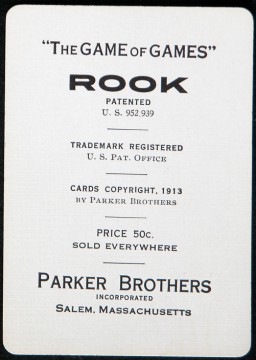 "THE GAME OF GAMES"
ROOK
PATENTED
U. S. 952,939
TRADEMARK REGISTERED
U. S. PAT. OFFICE
CARDS COPYRIGHT, 1913
BY PARKER BROTHERS
PRICE 50c.
SOLD EVERYWHERE
PARKER BROTHERS
INCORPORATED
SALEM, MASSACHUSETTS